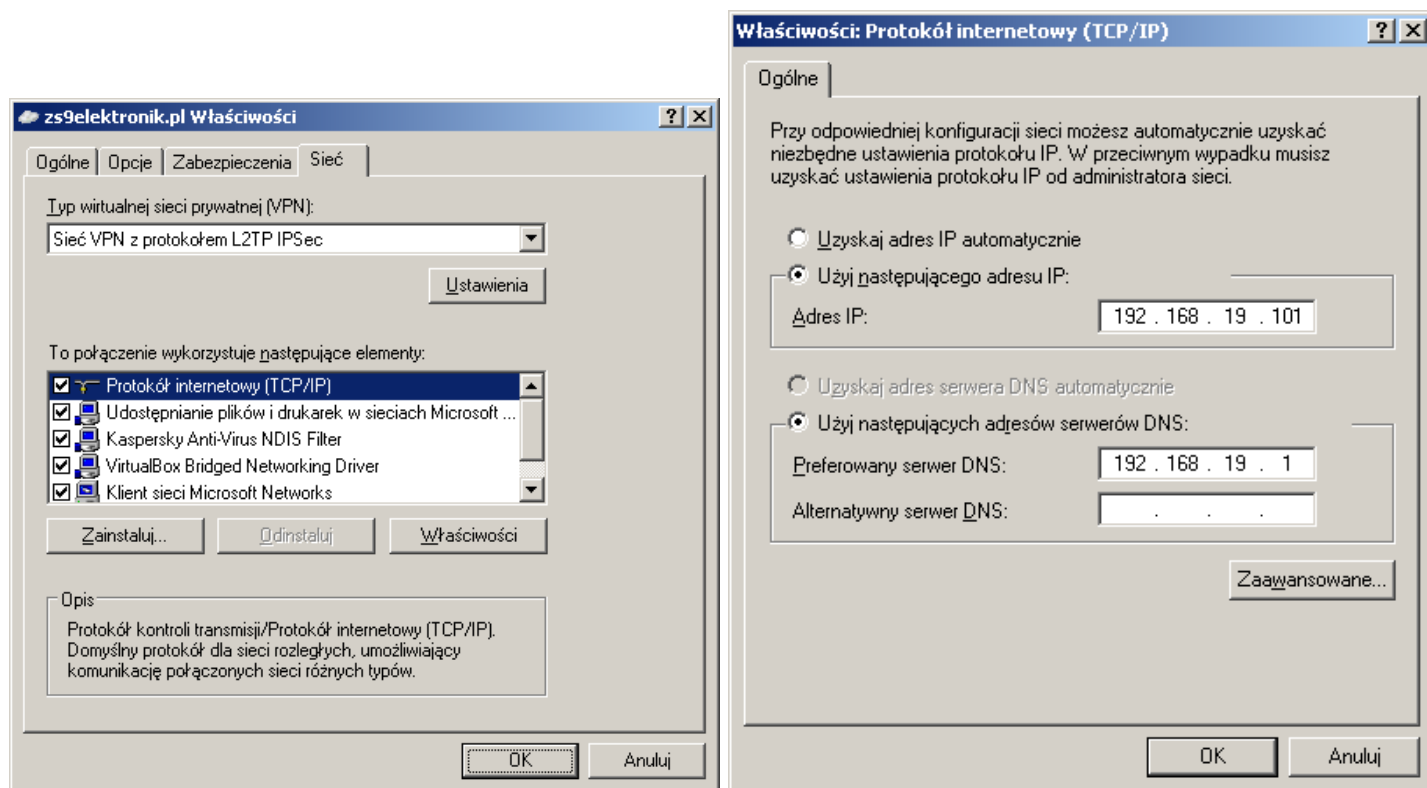 zs9elektronik.pl Właściwości
Ogólne Opcje Zabezpieczenia Sieć
Typ wirtualnej sieci prywatnej (VPN):
Sieć VPN z protokołem L2TP IPSec
Ustawienia
To połączenie wykorzystuje następujące elementy:
Protokół internetowy (TCP/IP)
Udostępnianie plików i drukarek w sieciach Microsoft ...
Kaspersky Anti-Virus NDIS Filter
VirtualBox Bridged Networking Driver
Klient sieci Microsoft Networks
Zainstaluj... Odinstaluj Właściwości
Opis
Protokół kontroli transmisji/Protokół internetowy (TCP/IP).
Domyślny protokół dla sieci rozległych, umożliwiający
komunikację połączonych sieci różnych typów.
OK Anuluj
Właściwości: Protokół internetowy (TCP/IP)
Ogólne
Przy odpowiedniej konfiguracji sieci możesz automatycznie uzyskać
niezbędne ustawienia protokołu IP. W przeciwnym wypadku musisz
uzyskać ustawienia protokołu IP od administratora sieci.
Uzyskaj adres IP automatycznie
Użyj następującego adresu IP:
Adres IP: 192 . 168 . 19 . 101
Uzyskaj adres serwera DNS automatycznie
Użyj następujących adresów serwerów DNS:
Preferowany serwer DNS: 192 . 168 . 19 . 1
Alternatywny serwer DNS: . . .
Zaawansowane...
OK Anuluj